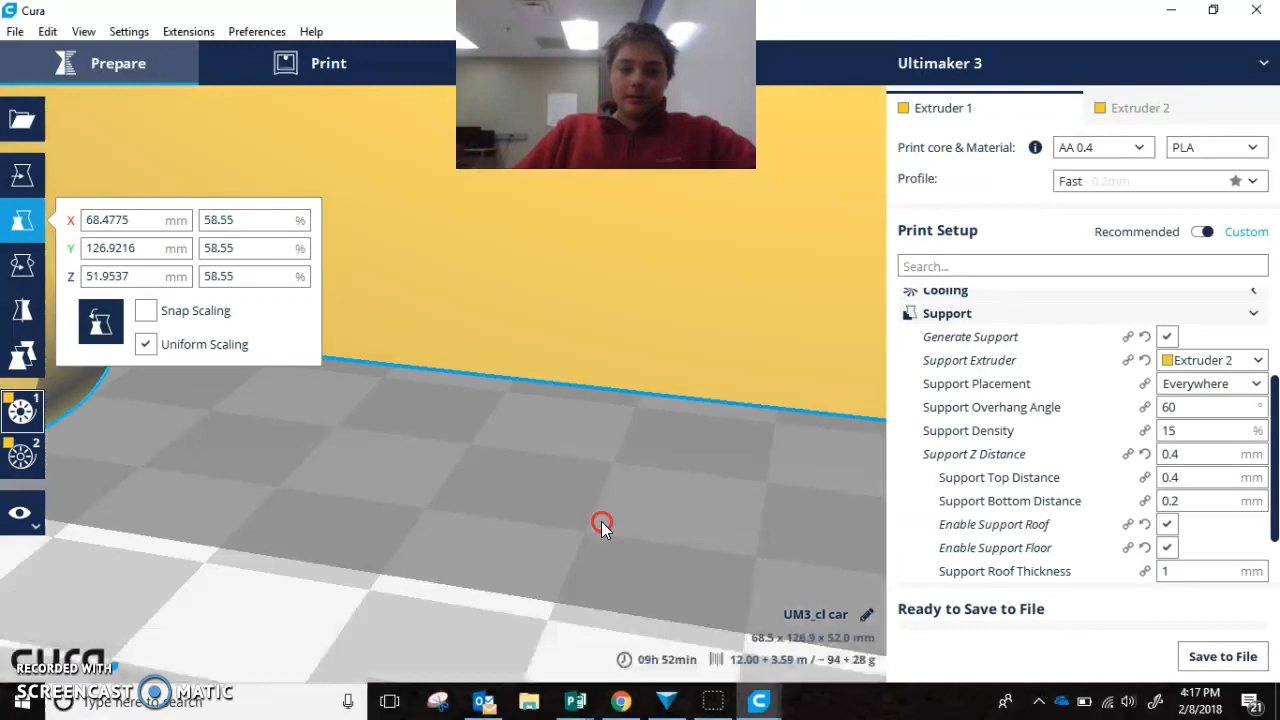 Cura
File Edit View Settings Extensions Preferences Help
Prepare Print Ultimaker 3
Extruder 1 Extruder 2
Print core & Material: AA 0.4 PLA
Profile: Fast - 0.2mm
X 68.4775 mm 58.55 %
Y 126.9216 mm 58.55 %
Z 51.9537 mm 58.55 %
Snap Scaling
Uniform Scaling
1
2
Print Setup Recommended Custom
Search...
Cooling
Support
Generate Support
Support Extruder Extruder 2
Support Placement Everywhere
Support Overhang Angle 60 °
Support Density 15 %
Support Z Distance 0.4 mm
Support Top Distance 0.4 mm
Support Bottom Distance 0.2 mm
Enable Support Roof
Enable Support Floor
Support Roof Thickness 1 mm
UM3_cl car
68.5 x 126.9 x 52.0 mm
09h 52min 12.00 + 3.59 m / ~ 94 + 28 g
Ready to Save to File
Save to File
cura.
RECORDED WITH
SCREENCAST MATIC
Type here to search
4:17 PM
2/8/2018
21